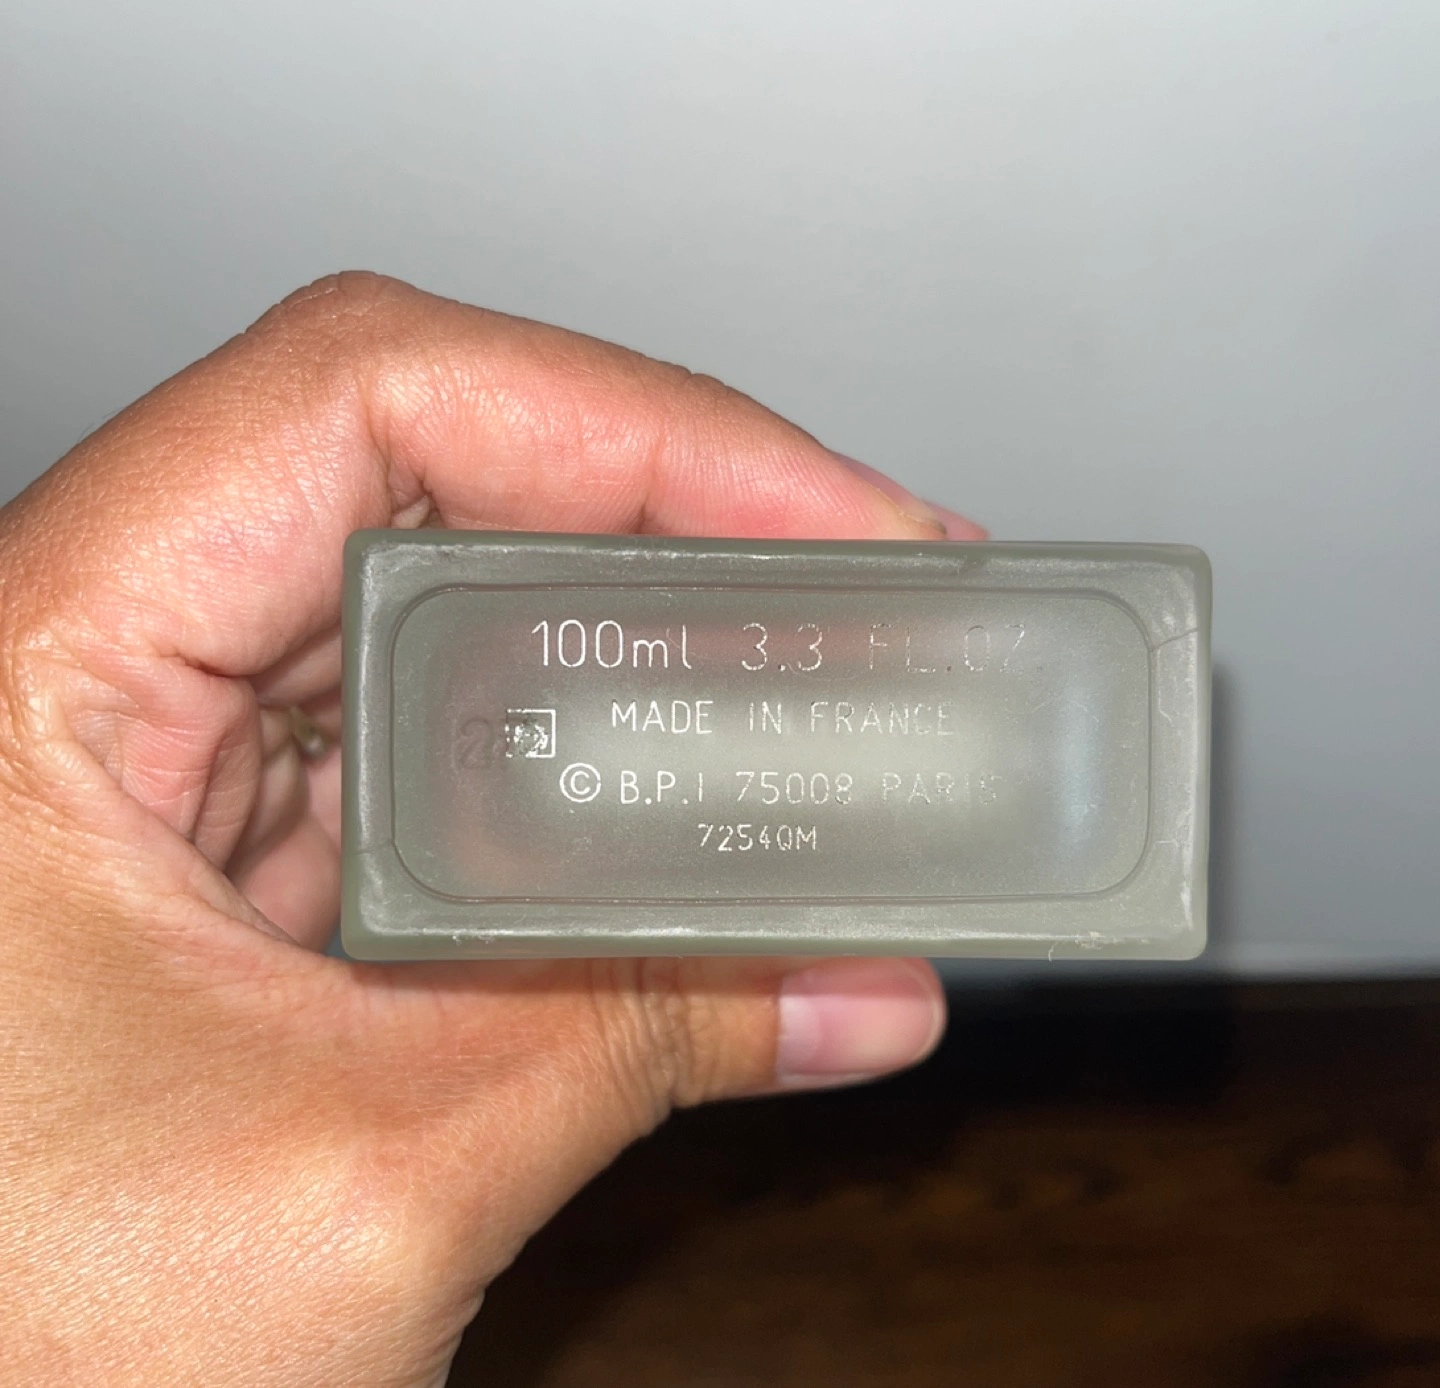 100ml 3.3 FL.OZ.
MADE IN FRANCE
© B.P.I 75008 PARIS
7254QM